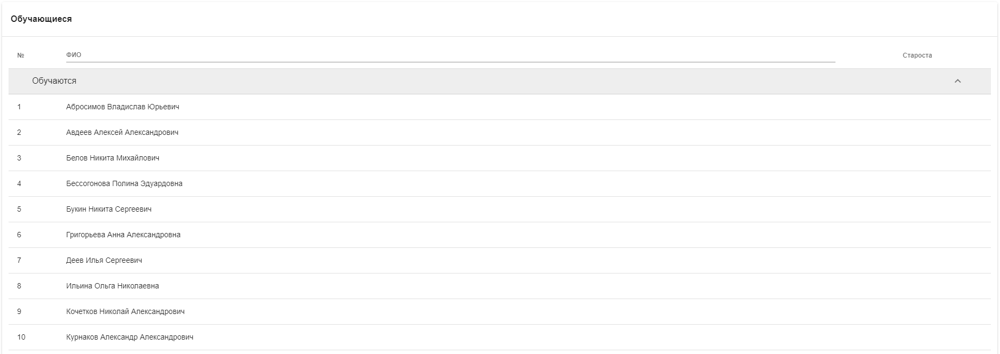 Обучающиеся
№ ФИО Староста
Обучаются
1 Абросимов Владислав Юрьевич
2 Авдеев Алексей Александрович
3 Белов Никита Михайлович
4 Бессогонова Полина Эдуардовна
5 Букин Никита Сергеевич
6 Григорьева Анна Александровна
7 Деев Илья Сергеевич
8 Ильина Ольга Николаевна
9 Кочетков Николай Александрович
10 Курнаков Александр Александрович